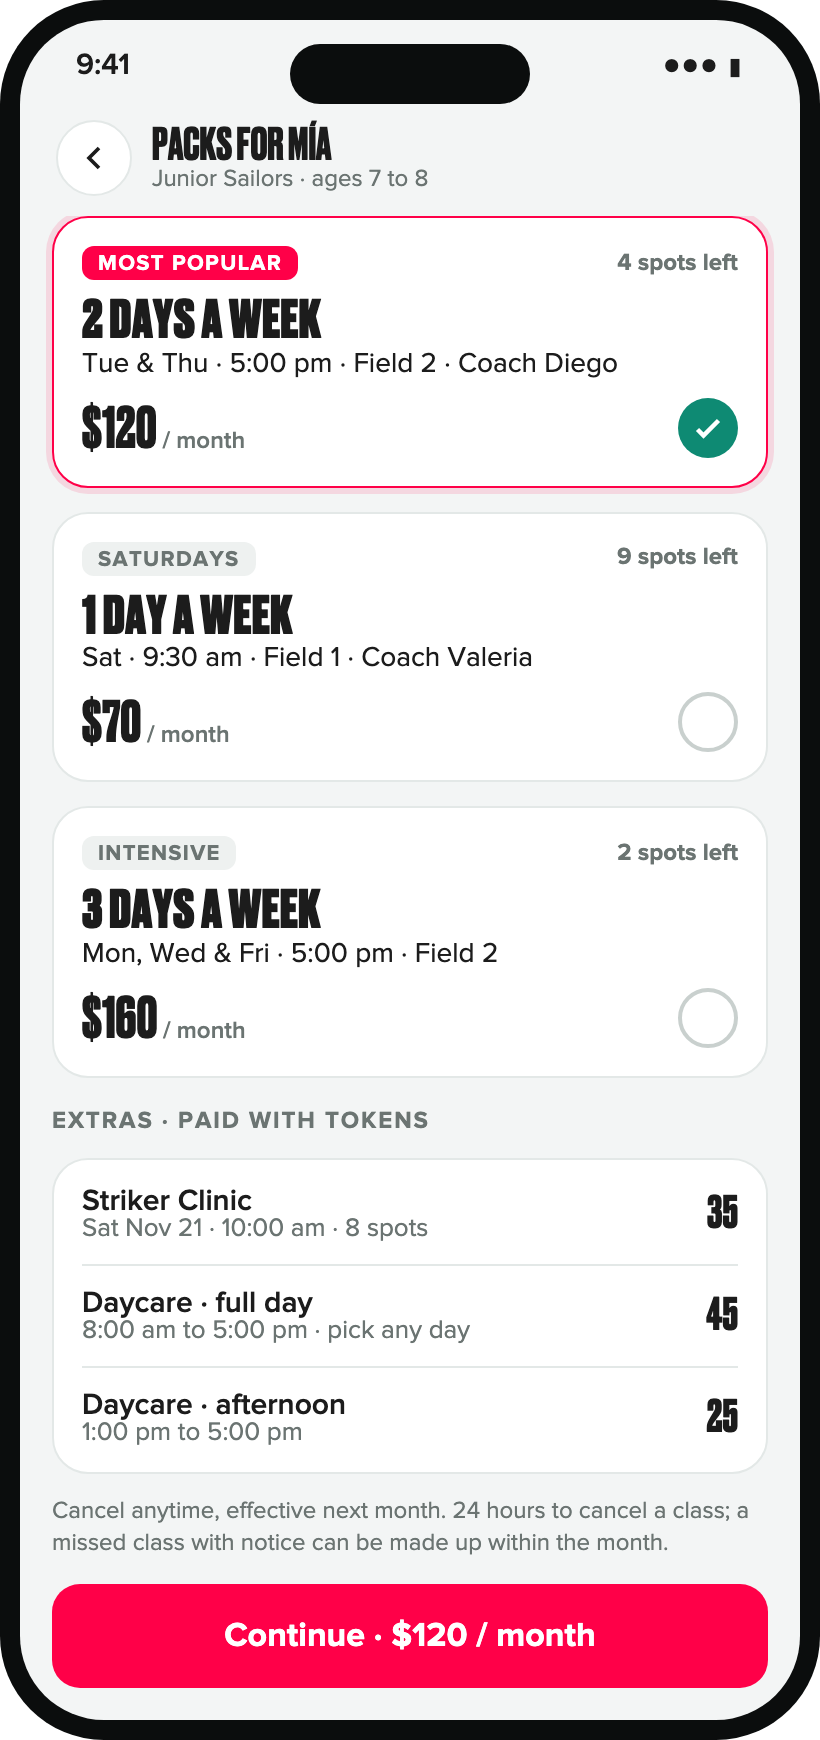 9:41
PACKS FOR MÍA
Junior Sailors · ages 7 to 8
MOST POPULAR
4 spots left
2 DAYS A WEEK
Tue & Thu · 5:00 pm · Field 2 · Coach Diego
$120 / month
SATURDAYS
9 spots left
1 DAY A WEEK
Sat · 9:30 am · Field 1 · Coach Valeria
$70 / month
INTENSIVE
2 spots left
3 DAYS A WEEK
Mon, Wed & Fri · 5:00 pm · Field 2
$160 / month
EXTRAS · PAID WITH TOKENS
Striker Clinic
Sat Nov 21 · 10:00 am · 8 spots
35
Daycare · full day
8:00 am to 5:00 pm · pick any day
45
Daycare · afternoon
1:00 pm to 5:00 pm
25
Cancel anytime, effective next month. 24 hours to cancel a class; a
missed class with notice can be made up within the month.
Continue · $120 / month